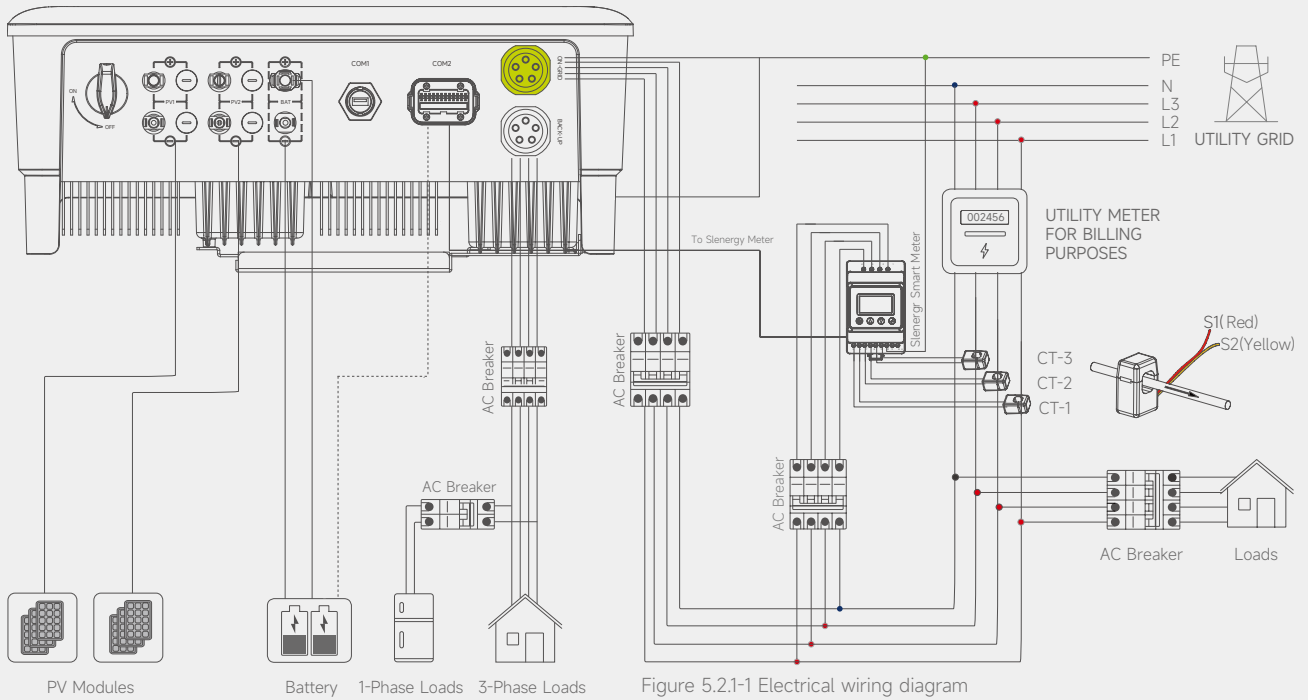 COM1
COM2
ON-GRID
BACK-UP
ON
OFF
PV1
PV2
BAT
PE
N
L3
L2
L1
UTILITY GRID
002456
UTILITY METER
FOR BILLING
PURPOSES
To Slenergy Meter
Slenergr Smart Meter
S1(Red)
S2(Yellow)
CT-3
CT-2
CT-1
AC Breaker
AC Breaker
AC Breaker
AC Breaker
AC Breaker
Loads
PV Modules
Battery
1-Phase Loads
3-Phase Loads
Figure 5.2.1-1 Electrical wiring diagram